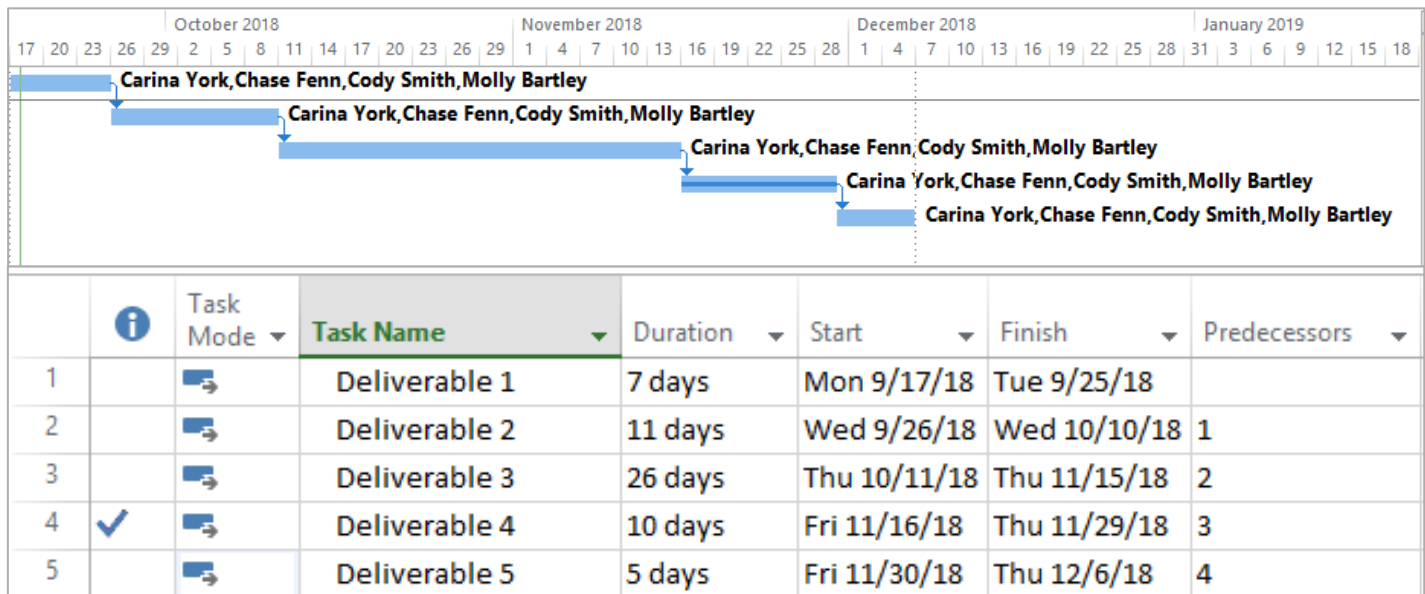 October 2018 November 2018 December 2018 January 2019
17 20 23 26 29 2 5 8 11 14 17 20 23 26 29 1 4 7 10 13 16 19 22 25 28 1 4 7 10 13 16 19 22 25 28 31 3 6 9 12 15 18
Carina York,Chase Fenn,Cody Smith,Molly Bartley
Carina York,Chase Fenn,Cody Smith,Molly Bartley
Carina York,Chase Fenn,Cody Smith,Molly Bartley
Carina York,Chase Fenn,Cody Smith,Molly Bartley
Carina York,Chase Fenn,Cody Smith,Molly Bartley
Task Mode Task Name Duration Start Finish Predecessors
1 Deliverable 1 7 days Mon 9/17/18 Tue 9/25/18
2 Deliverable 2 11 days Wed 9/26/18 Wed 10/10/18 1
3 Deliverable 3 26 days Thu 10/11/18 Thu 11/15/18 2
4 Deliverable 4 10 days Fri 11/16/18 Thu 11/29/18 3
5 Deliverable 5 5 days Fri 11/30/18 Thu 12/6/18 4